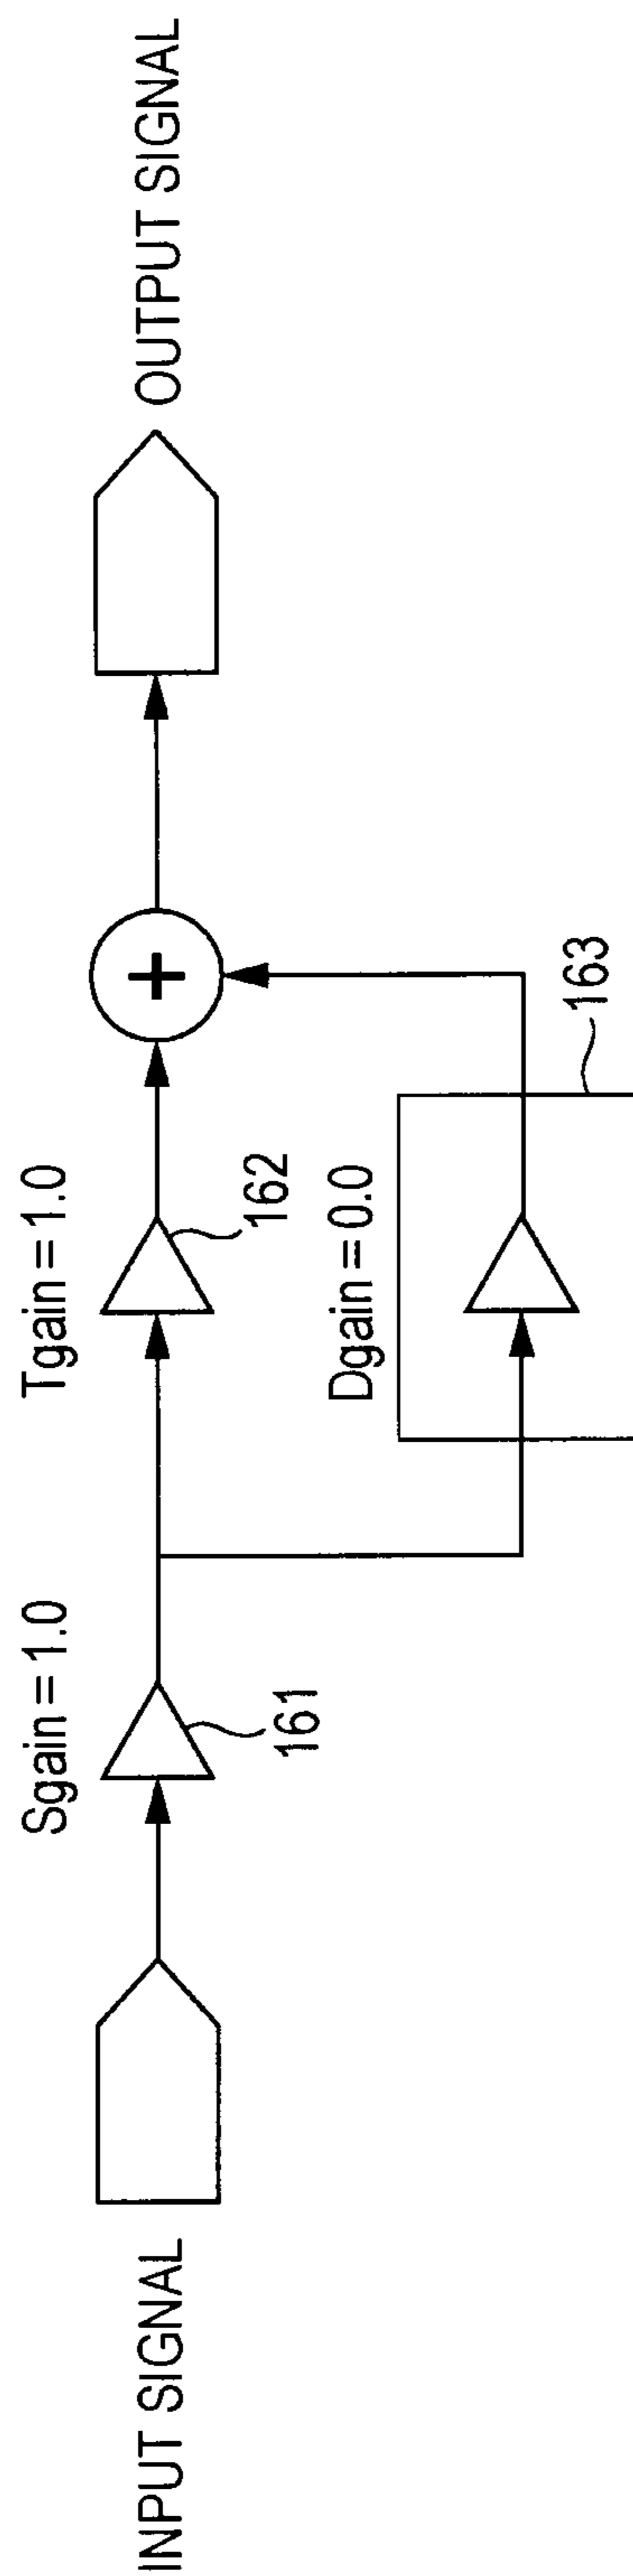 INPUT SIGNAL
Sgain = 1.0
161
Tgain = 1.0
162
Dgain = 0.0
163
+
OUTPUT SIGNAL